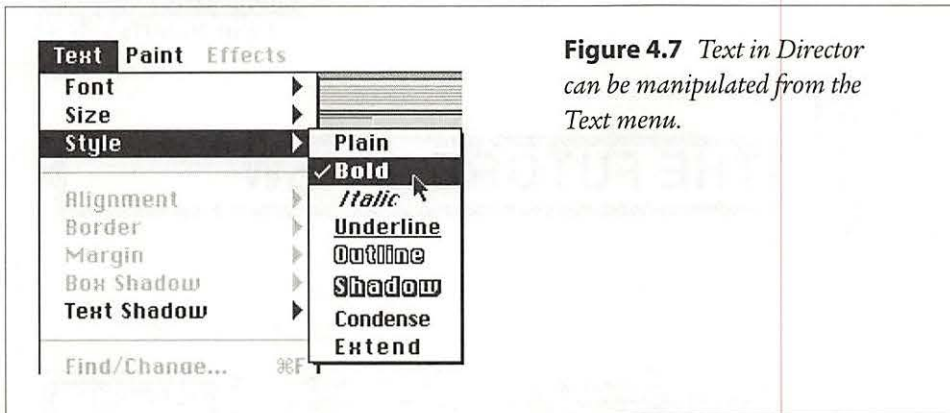 Text Paint Effects
Font
Size
Style
Alignment
Border
Margin
Box Shadow
Text Shadow
Find/Change... ⌘F
Plain
✓Bold
Italic
Underline
Outline
Shadow
Condense
Extend
Figure 4.7 Text in Director
can be manipulated from the
Text menu.